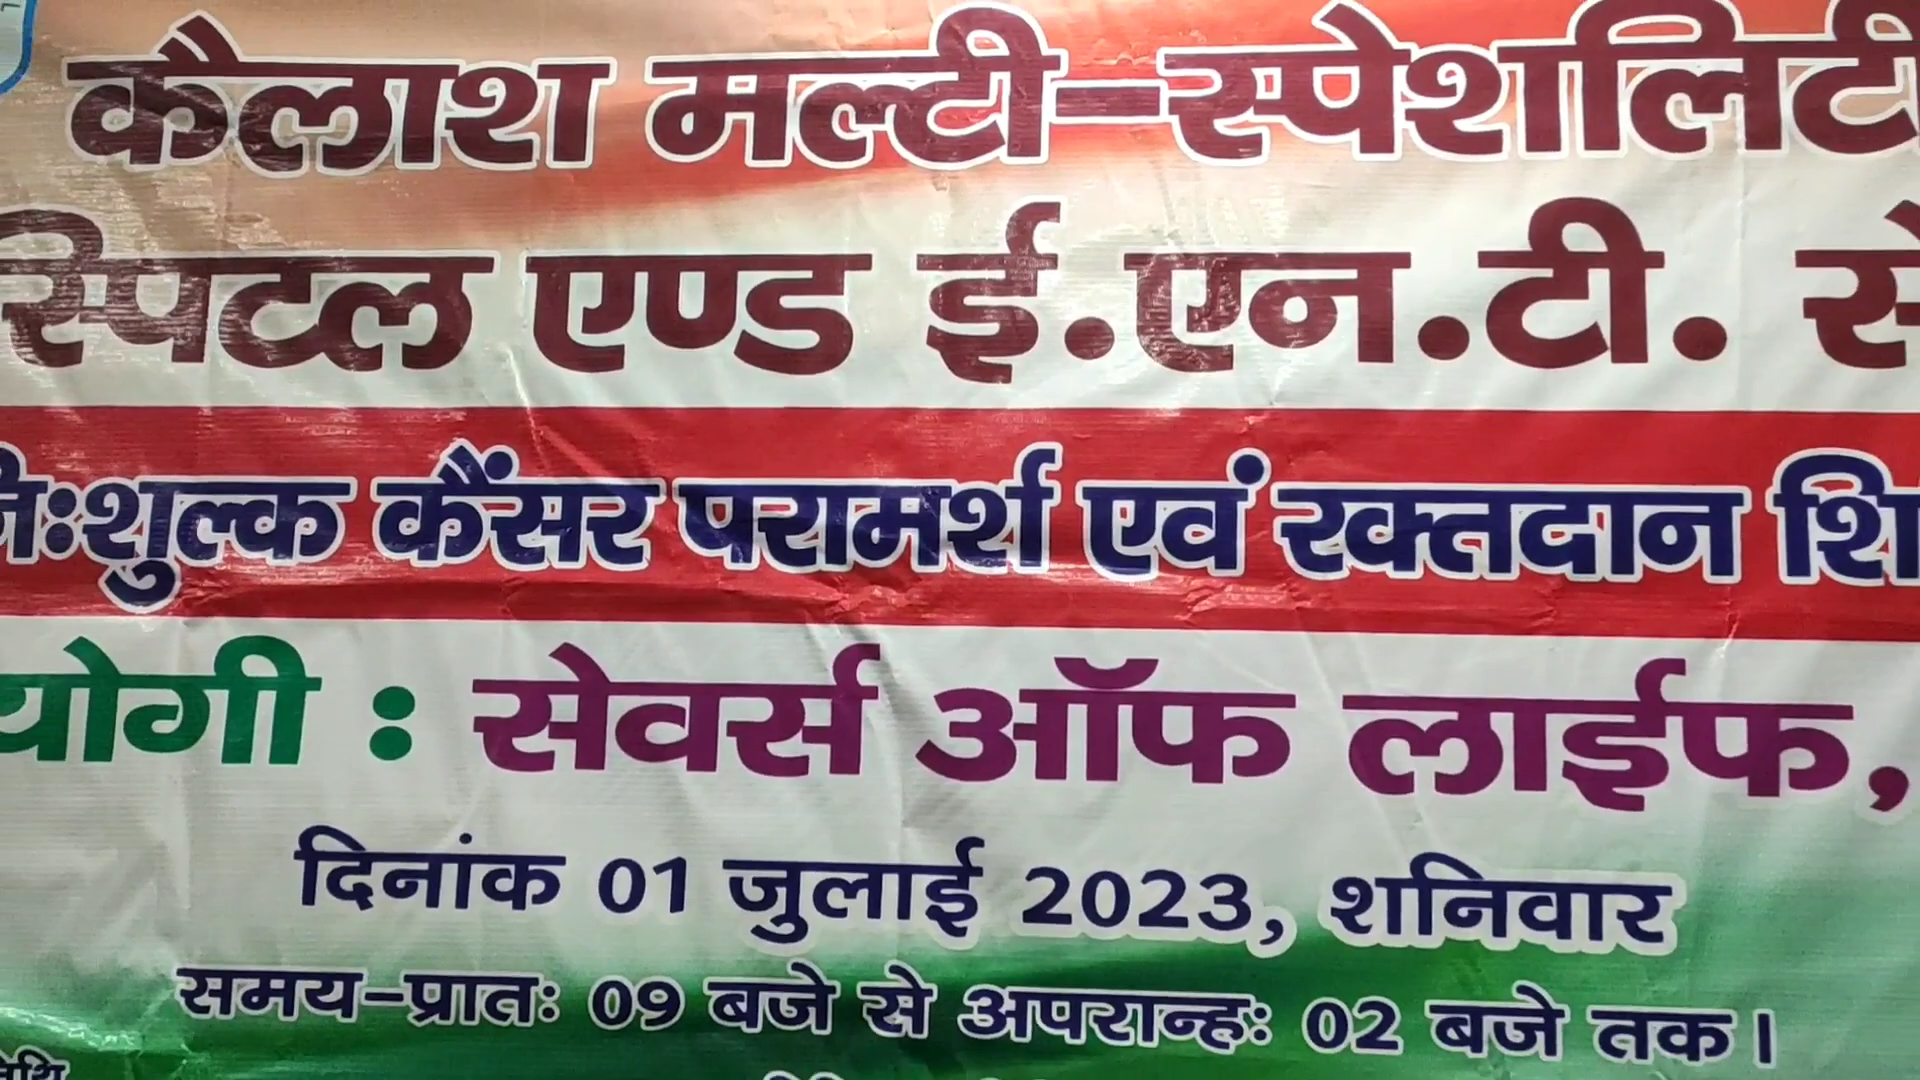 कैलाश मल्टी-स्पेशलिटी
स्पिटल एण्ड ई.एन.टी. से
निःशुल्क कैंसर परामर्श एवं रक्तदान शि
योगी : सेवर्स ऑफ लाईफ,
दिनांक 01 जुलाई 2023, शनिवार
समय-प्रातः 09 बजे से अपरान्हः 02 बजे तक।